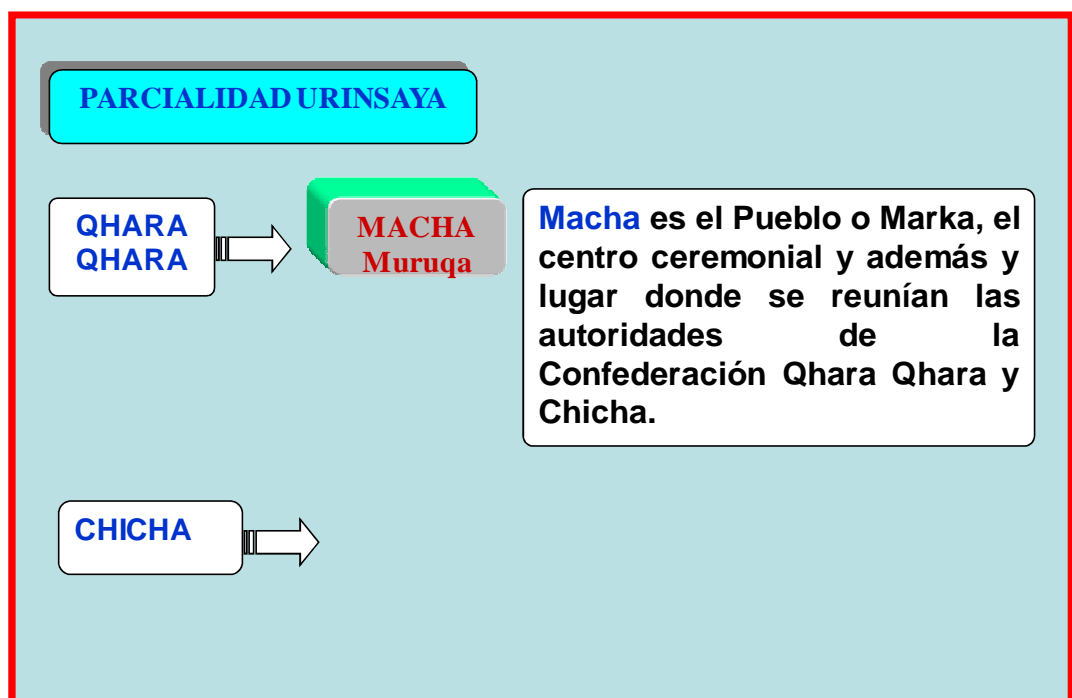 PARCIALIDAD URINSAYA
QHARA
QHARA
MACHA
Muruqa
Macha es el Pueblo o Marka, el
centro ceremonial y además y
lugar donde se reunían las
autoridades de la
Confederación Qhara Qhara y
Chicha.
CHICHA